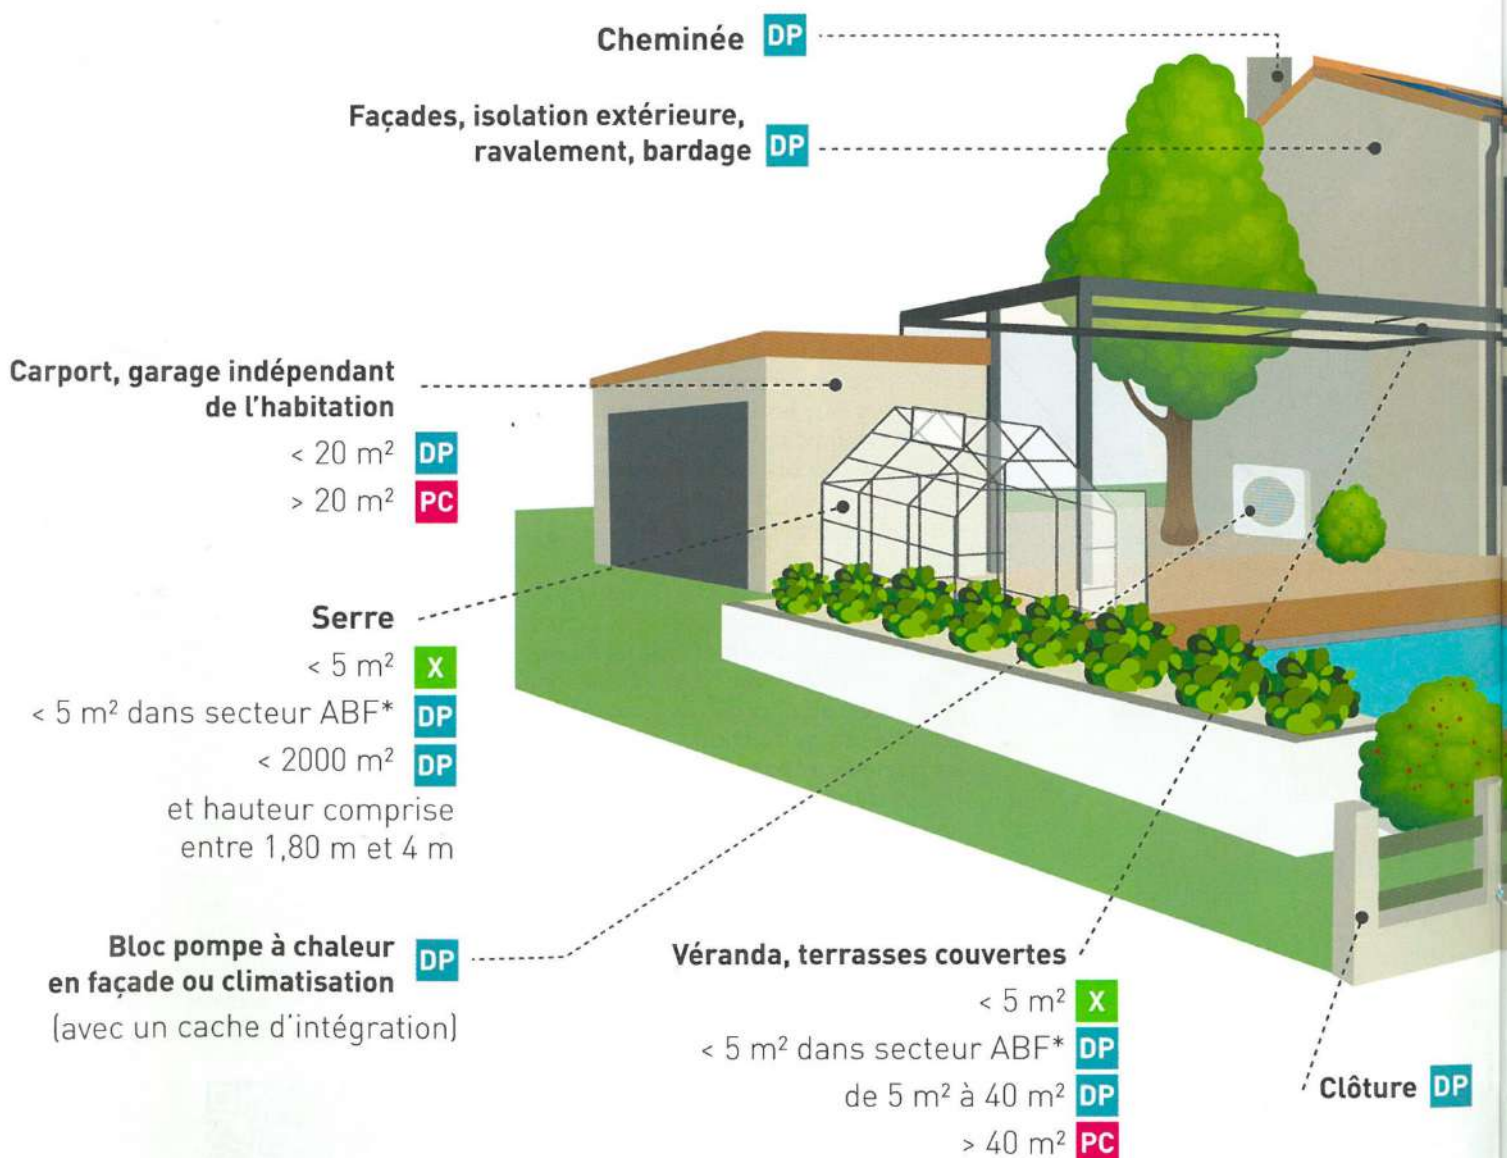 Cheminée DP
Façades, isolation extérieure,
ravalement, bardage DP
Carport, garage indépendant
de l'habitation
< 20 m² DP
> 20 m² PC
Serre
< 5 m² X
< 5 m² dans secteur ABF* DP
< 2000 m² DP
et hauteur comprise
entre 1,80 m et 4 m
Bloc pompe à chaleur
en façade ou climatisation DP
(avec un cache d'intégration)
Véranda, terrasses couvertes
< 5 m² X
< 5 m² dans secteur ABF* DP
de 5 m² à 40 m² DP
> 40 m² PC
Clôture DP